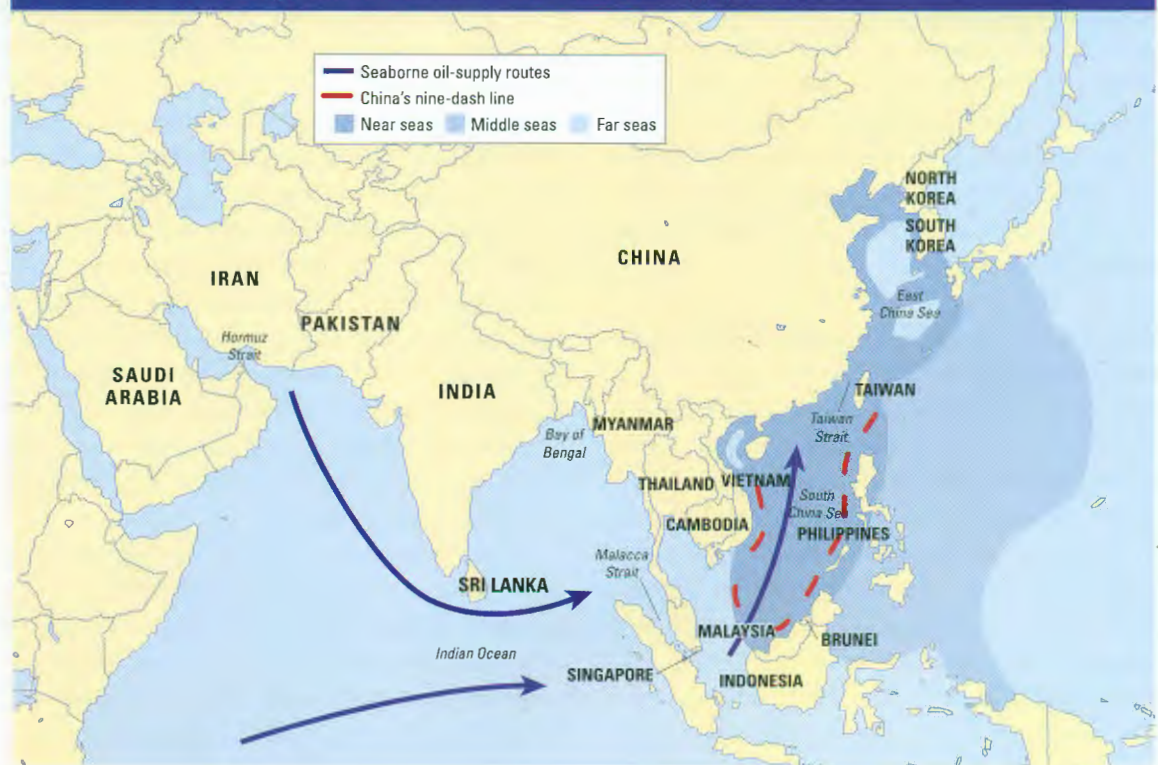 Seaborne oil-supply routes
China's nine-dash line
Near seas
Middle seas
Far seas
NORTH
KOREA
SOUTH
KOREA
CHINA
IRAN
East
China Sea
PAKISTAN
Hormuz
Strait
SAUDI
ARABIA
INDIA
TAIWAN
MYANMAR
Taiwan
Strait
Bay of
Bengal
THAILAND
VIETNAM
South
China Sea
CAMBODIA
PHILIPPINES
Malacca
Strait
SRI LANKA
MALAYSIA
BRUNEI
Indian Ocean
SINGAPORE
INDONESIA